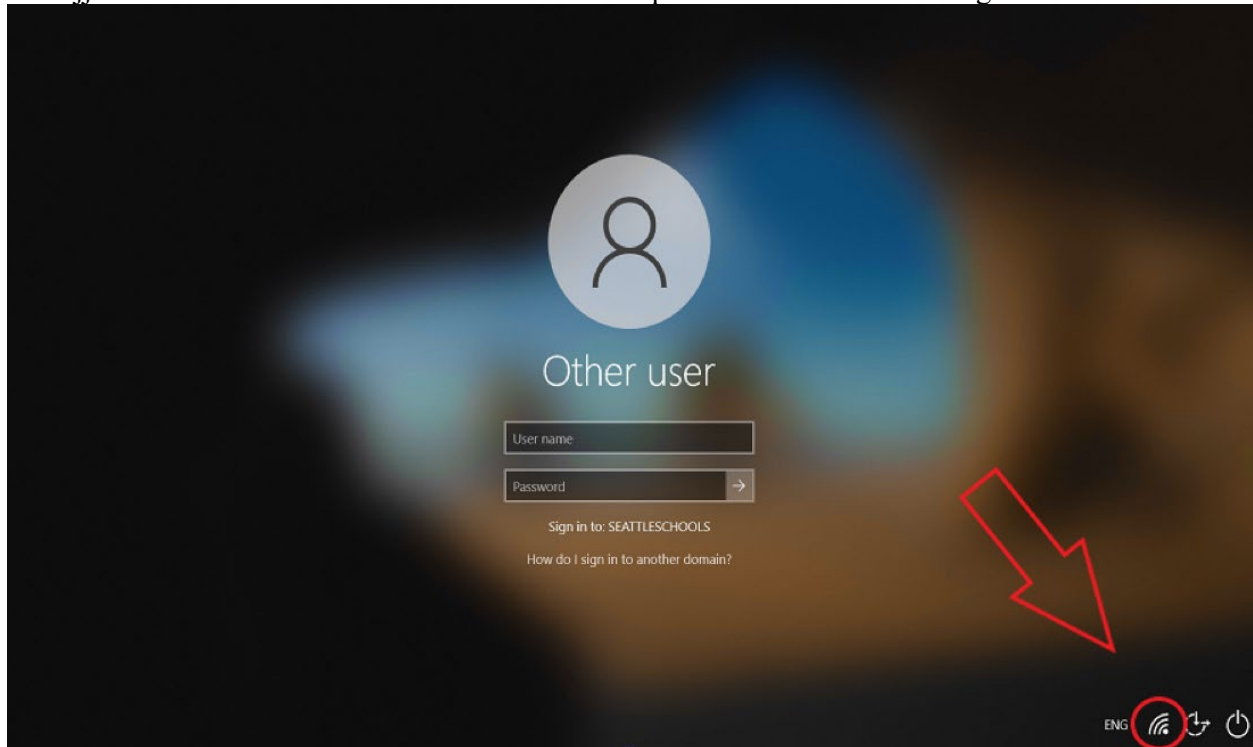 Other user
User name
Password
Sign in to: SEATTLESCHOOLS
How do I sign in to another domain?
ENG